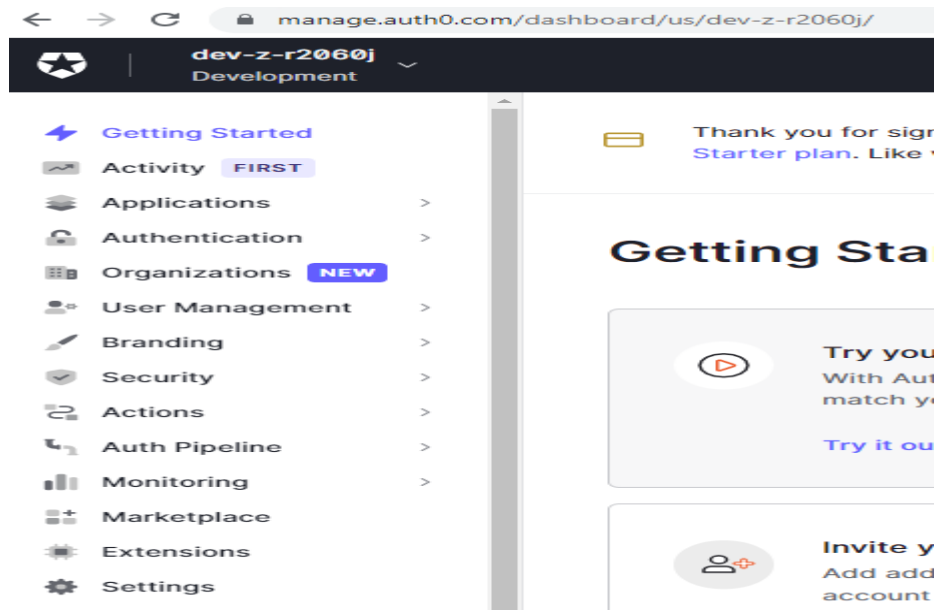 manage.auth0.com/dashboard/us/dev-z-r2060j/
dev-z-r2060j
Development
Getting Started
Activity FIRST
Applications
Authentication
Organizations NEW
User Management
Branding
Security
Actions
Auth Pipeline
Monitoring
Marketplace
Extensions
Settings
Thank you for sign
Starter plan. Like
Getting Sta
Try you
With Aut
match yo
Try it ou
Invite y
Add add
account